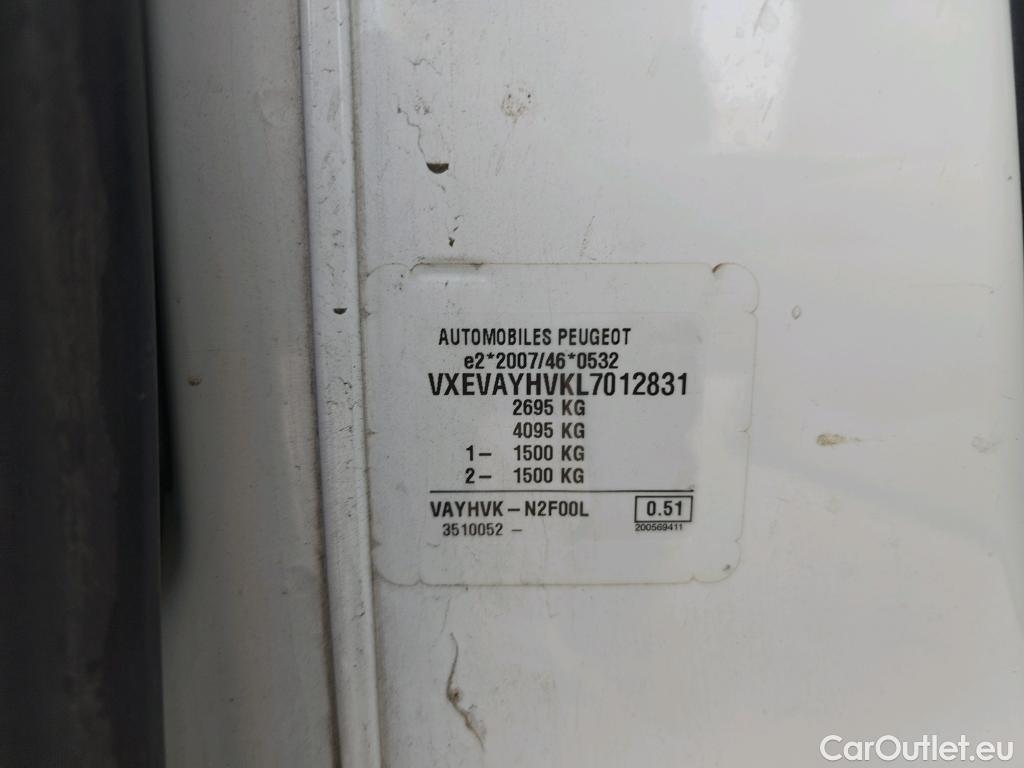 AUTOMOBILES PEUGEOT
e2*2007/46*0532
VXEVAYHVKL7012831
2695 KG
4095 KG
1- 1500 KG
2- 1500 KG
VAYHVK-N2F00L 0.51
3510052 - 200569411
CarOutlet.eu